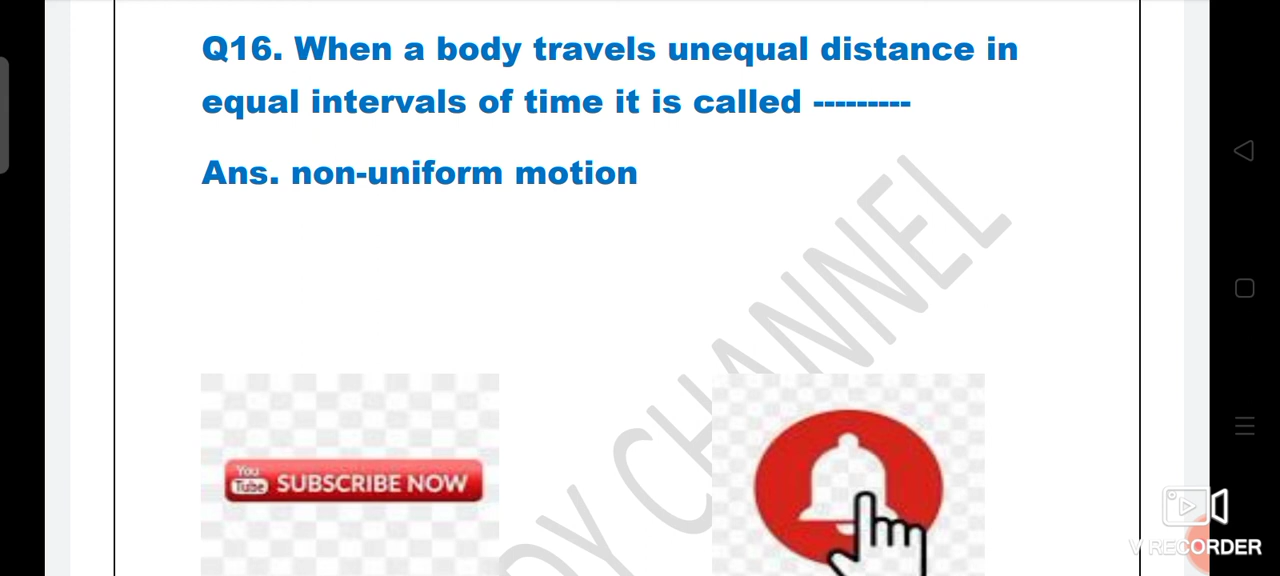 Q16. When a body travels unequal distance in
equal intervals of time it is called ---------
Ans. non-uniform motion
CHANNEL
You
Tube
SUBSCRIBE NOW
V RECORDER